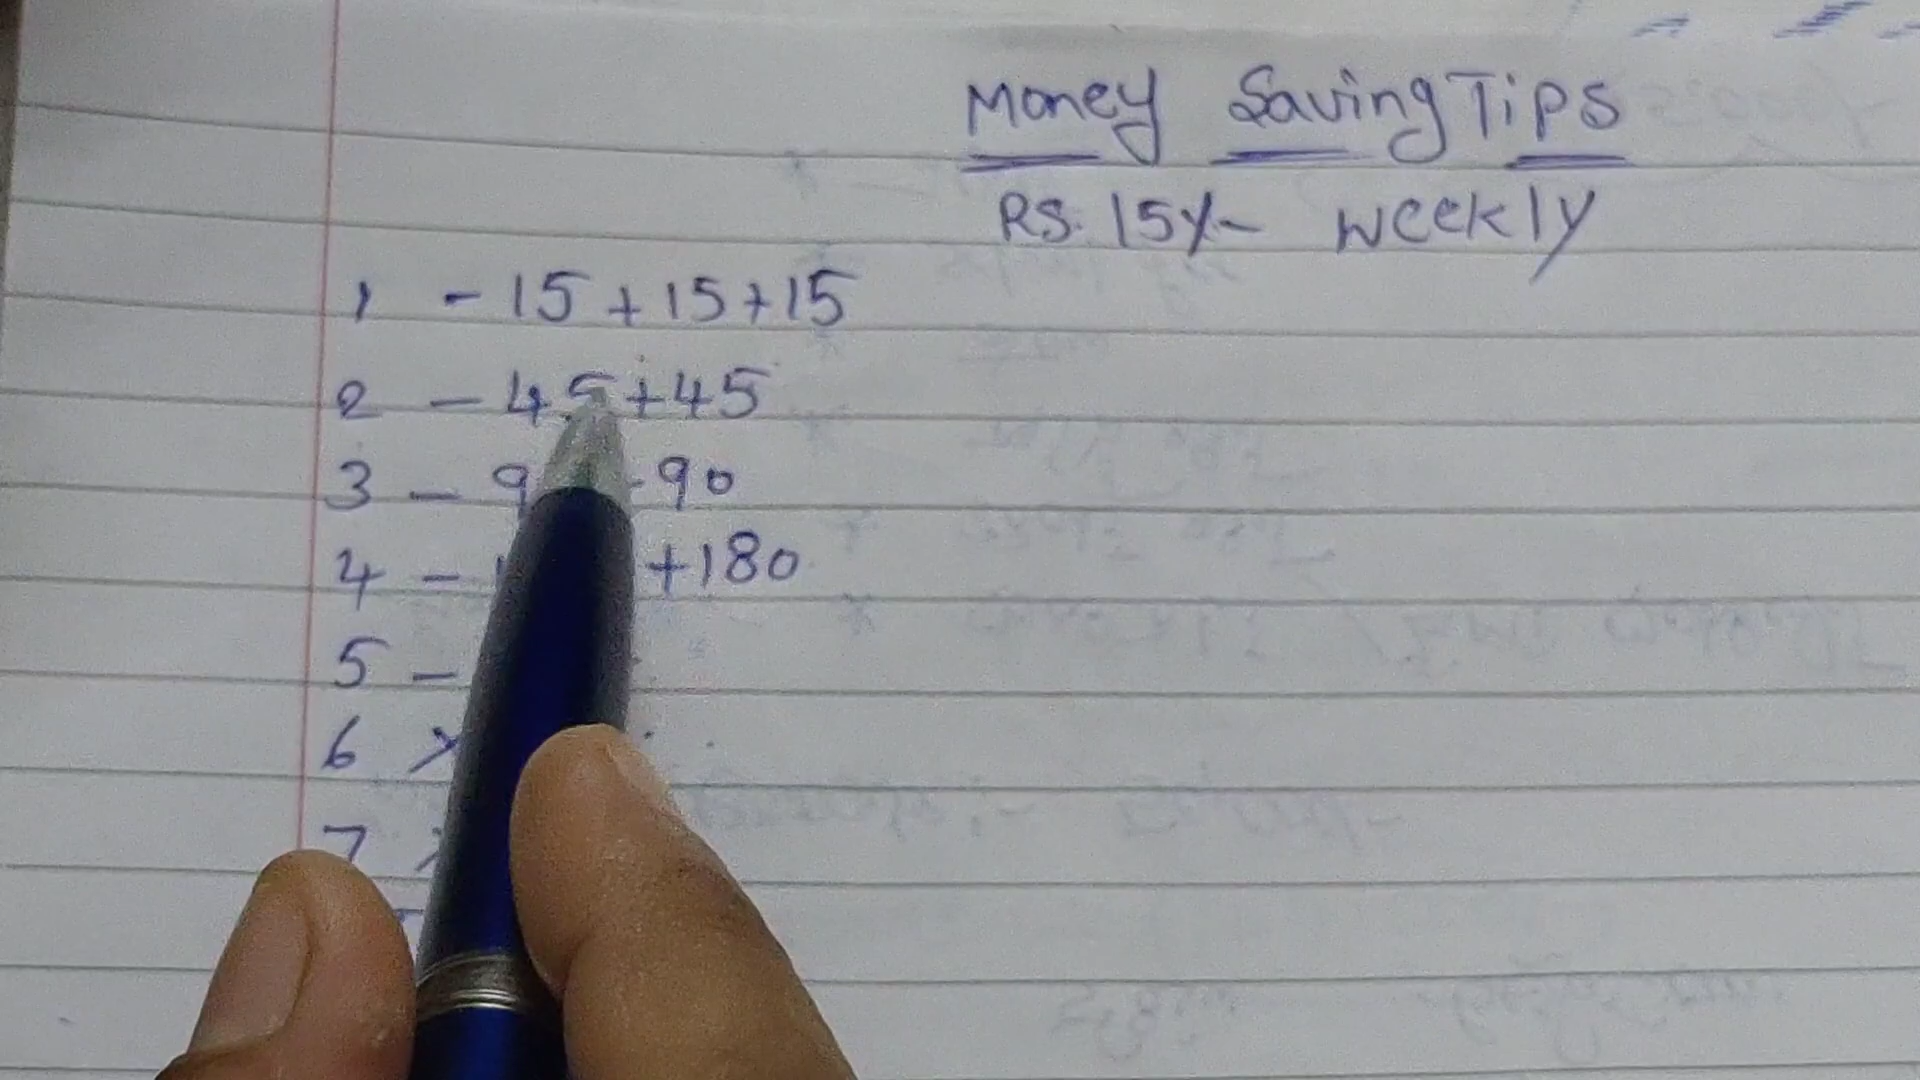 Money Saving Tips
RS. 15/- weekly
1 - 15+15+15
2 - 45+45
3 - 9 90
4 - +180
5 -
6
7